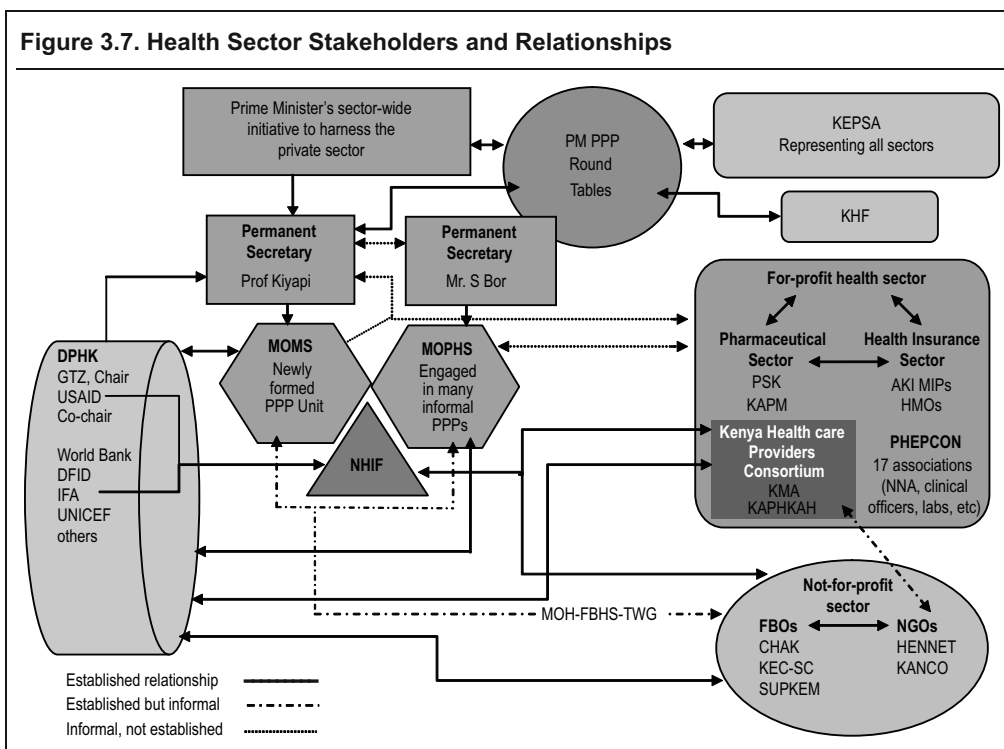 Figure 3.7. Health Sector Stakeholders and Relationships
Prime Minister's sector-wide
initiative to harness the
private sector
PM PPP
Round
Tables
KEPSA
Representing all sectors
KHF
Permanent
Secretary
Prof Kiyapi
Permanent
Secretary
Mr. S Bor
For-profit health sector
Pharmaceutical
Sector
PSK
KAPM
Health Insurance
Sector
AKI MIPs
HMOs
Kenya Health care
Providers
Consortium
KMA
KAPHKAH
PHEPCON
17 associations
(NNA, clinical
officers, labs, etc)
DPHK
GTZ, Chair
USAID
Co-chair
World Bank
DFID
IFA
UNICEF
others
MOMS
Newly
formed
PPP Unit
MOPHS
Engaged
in many
informal
PPPs
NHIF
MOH-FBHS-TWG
Not-for-profit
sector
FBOs
CHAK
KEC-SC
SUPKEM
NGOs
HENNET
KANCO
Established relationship
Established but informal
Informal, not established